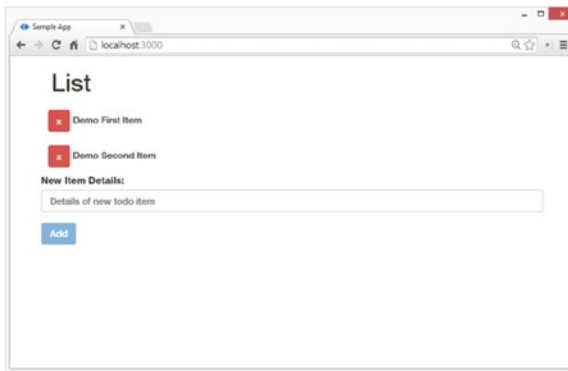 Sample App
localhost:3000
List
x Demo First Item
x Demo Second Item
New Item Details:
Details of new todo item
Add